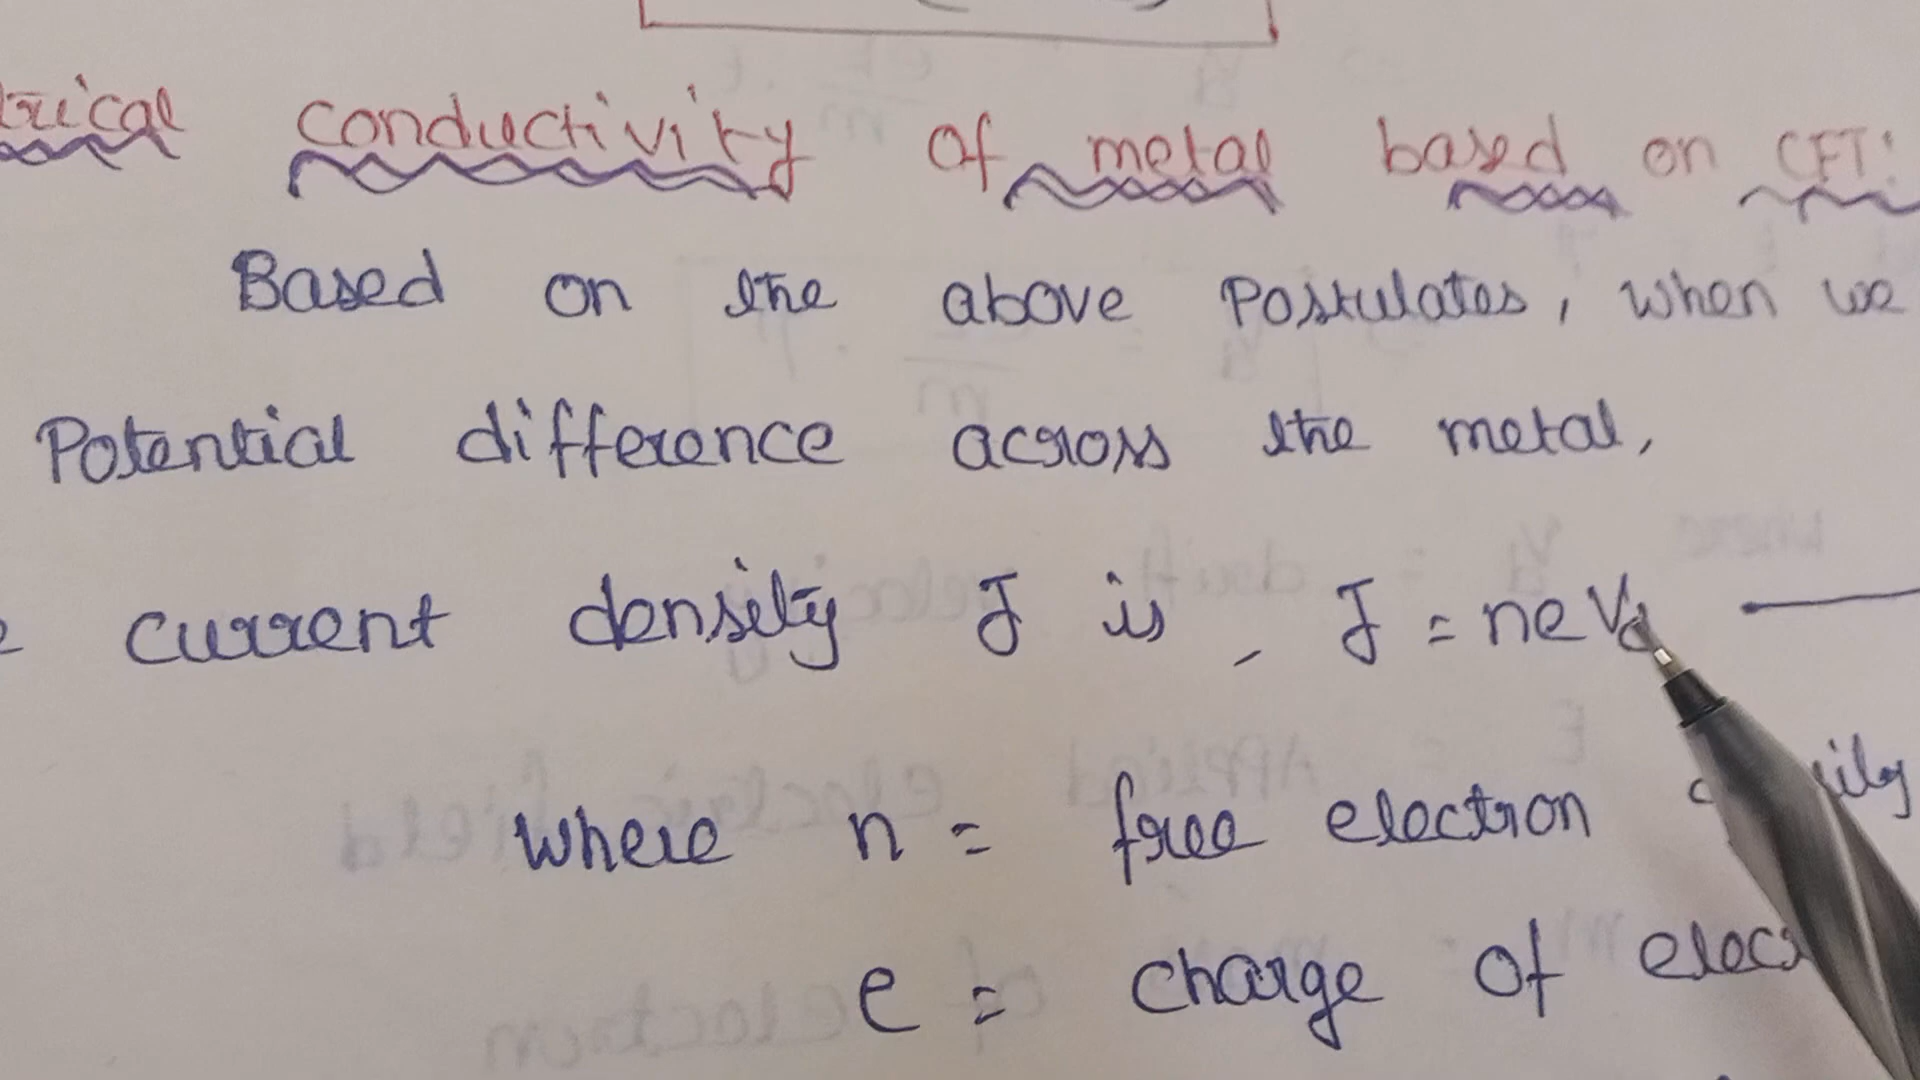 conductivity of metal based on CFT:
Based on the above Postulates, when we
Potential difference across the metal,
current density J is, J = neVd
where n = free electron
e = charge of